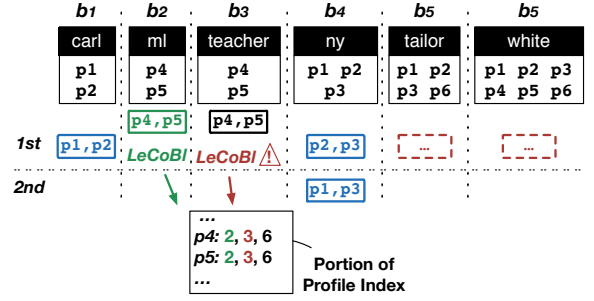 b1 b2 b3 b4 b5 b5
carl ml teacher ny tailor white
p1 p4 p4 p1 p2 p1 p2 p1 p2 p3
p2 p5 p5 p3 p3 p6 p4 p5 p6
p4,p5 p4,p5
1st p1,p2 LeCoBI LeCoBI ! p2,p3 ... ...
2nd p1,p3
...
p4: 2, 3, 6
p5: 2, 3, 6
...
Portion of
Profile Index